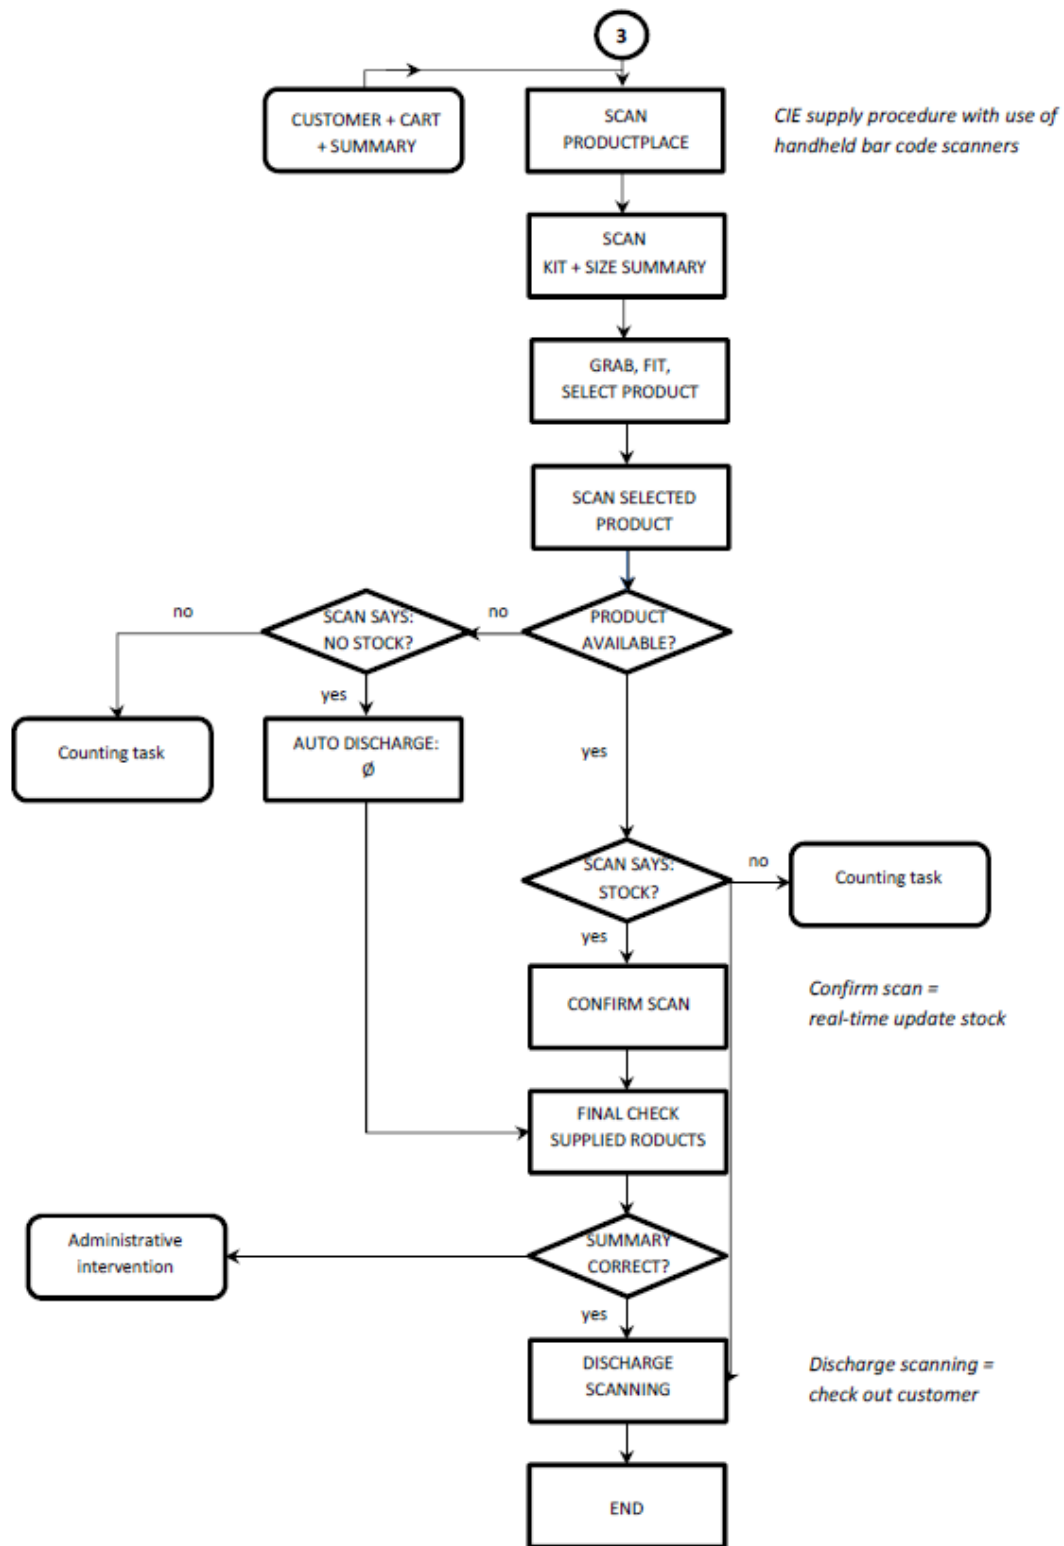 3
CUSTOMER + CART
+ SUMMARY
SCAN
PRODUCTPLACE
CIE supply procedure with use of
handheld bar code scanners
SCAN
KIT + SIZE SUMMARY
GRAB, FIT,
SELECT PRODUCT
SCAN SELECTED
PRODUCT
no
SCAN SAYS:
NO STOCK?
no
PRODUCT
AVAILABLE?
yes
Counting task
AUTO DISCHARGE:
Ø
yes
SCAN SAYS:
STOCK?
no
Counting task
yes
CONFIRM SCAN
Confirm scan =
real-time update stock
FINAL CHECK
SUPPLIED RODUCTS
Administrative
intervention
SUMMARY
CORRECT?
yes
DISCHARGE
SCANNING
Discharge scanning =
check out customer
END